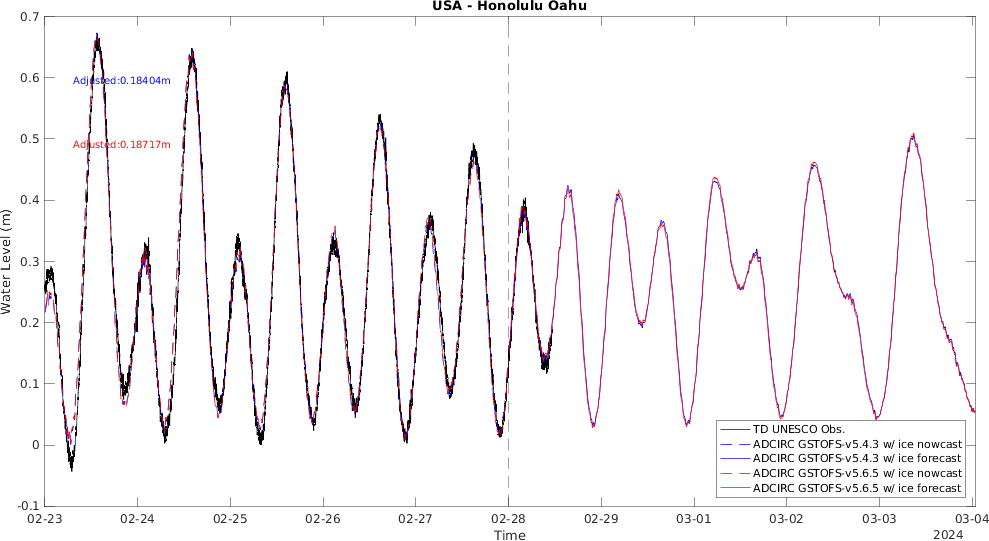 USA - Honolulu Oahu
0.7
0.6
0.5
0.4
0.3
0.2
0.1
0
-0.1
Water Level (m)
Adjusted:0.18404m
Adjusted:0.18717m
TD UNESCO Obs.
ADCIRC GSTOFS-v5.4.3 w/ ice nowcast
ADCIRC GSTOFS-v5.4.3 w/ ice forecast
ADCIRC GSTOFS-v5.6.5 w/ ice nowcast
ADCIRC GSTOFS-v5.6.5 w/ ice forecast
02-23 02-24 02-25 02-26 02-27 02-28 02-29 03-01 03-02 03-03 03-04
Time
2024